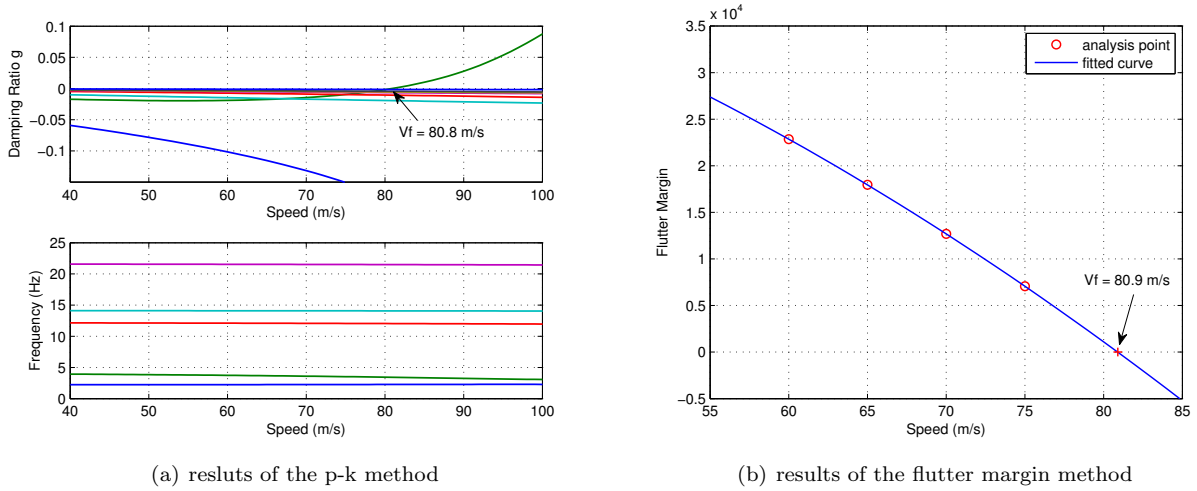 0.1
0.05
0
−0.05
−0.1
Damping Ratio g
Vf = 80.8 m/s
40 50 60 70 80 90 100
Speed (m/s)
25
20
15
10
5
0
Frequency (Hz)
40 50 60 70 80 90 100
Speed (m/s)
(a) resluts of the p-k method
x 10⁴
3.5
3
2.5
2
1.5
1
0.5
0
−0.5
Flutter Margin
analysis point
fitted curve
Vf = 80.9 m/s
55 60 65 70 75 80 85
Speed (m/s)
(b) results of the flutter margin method